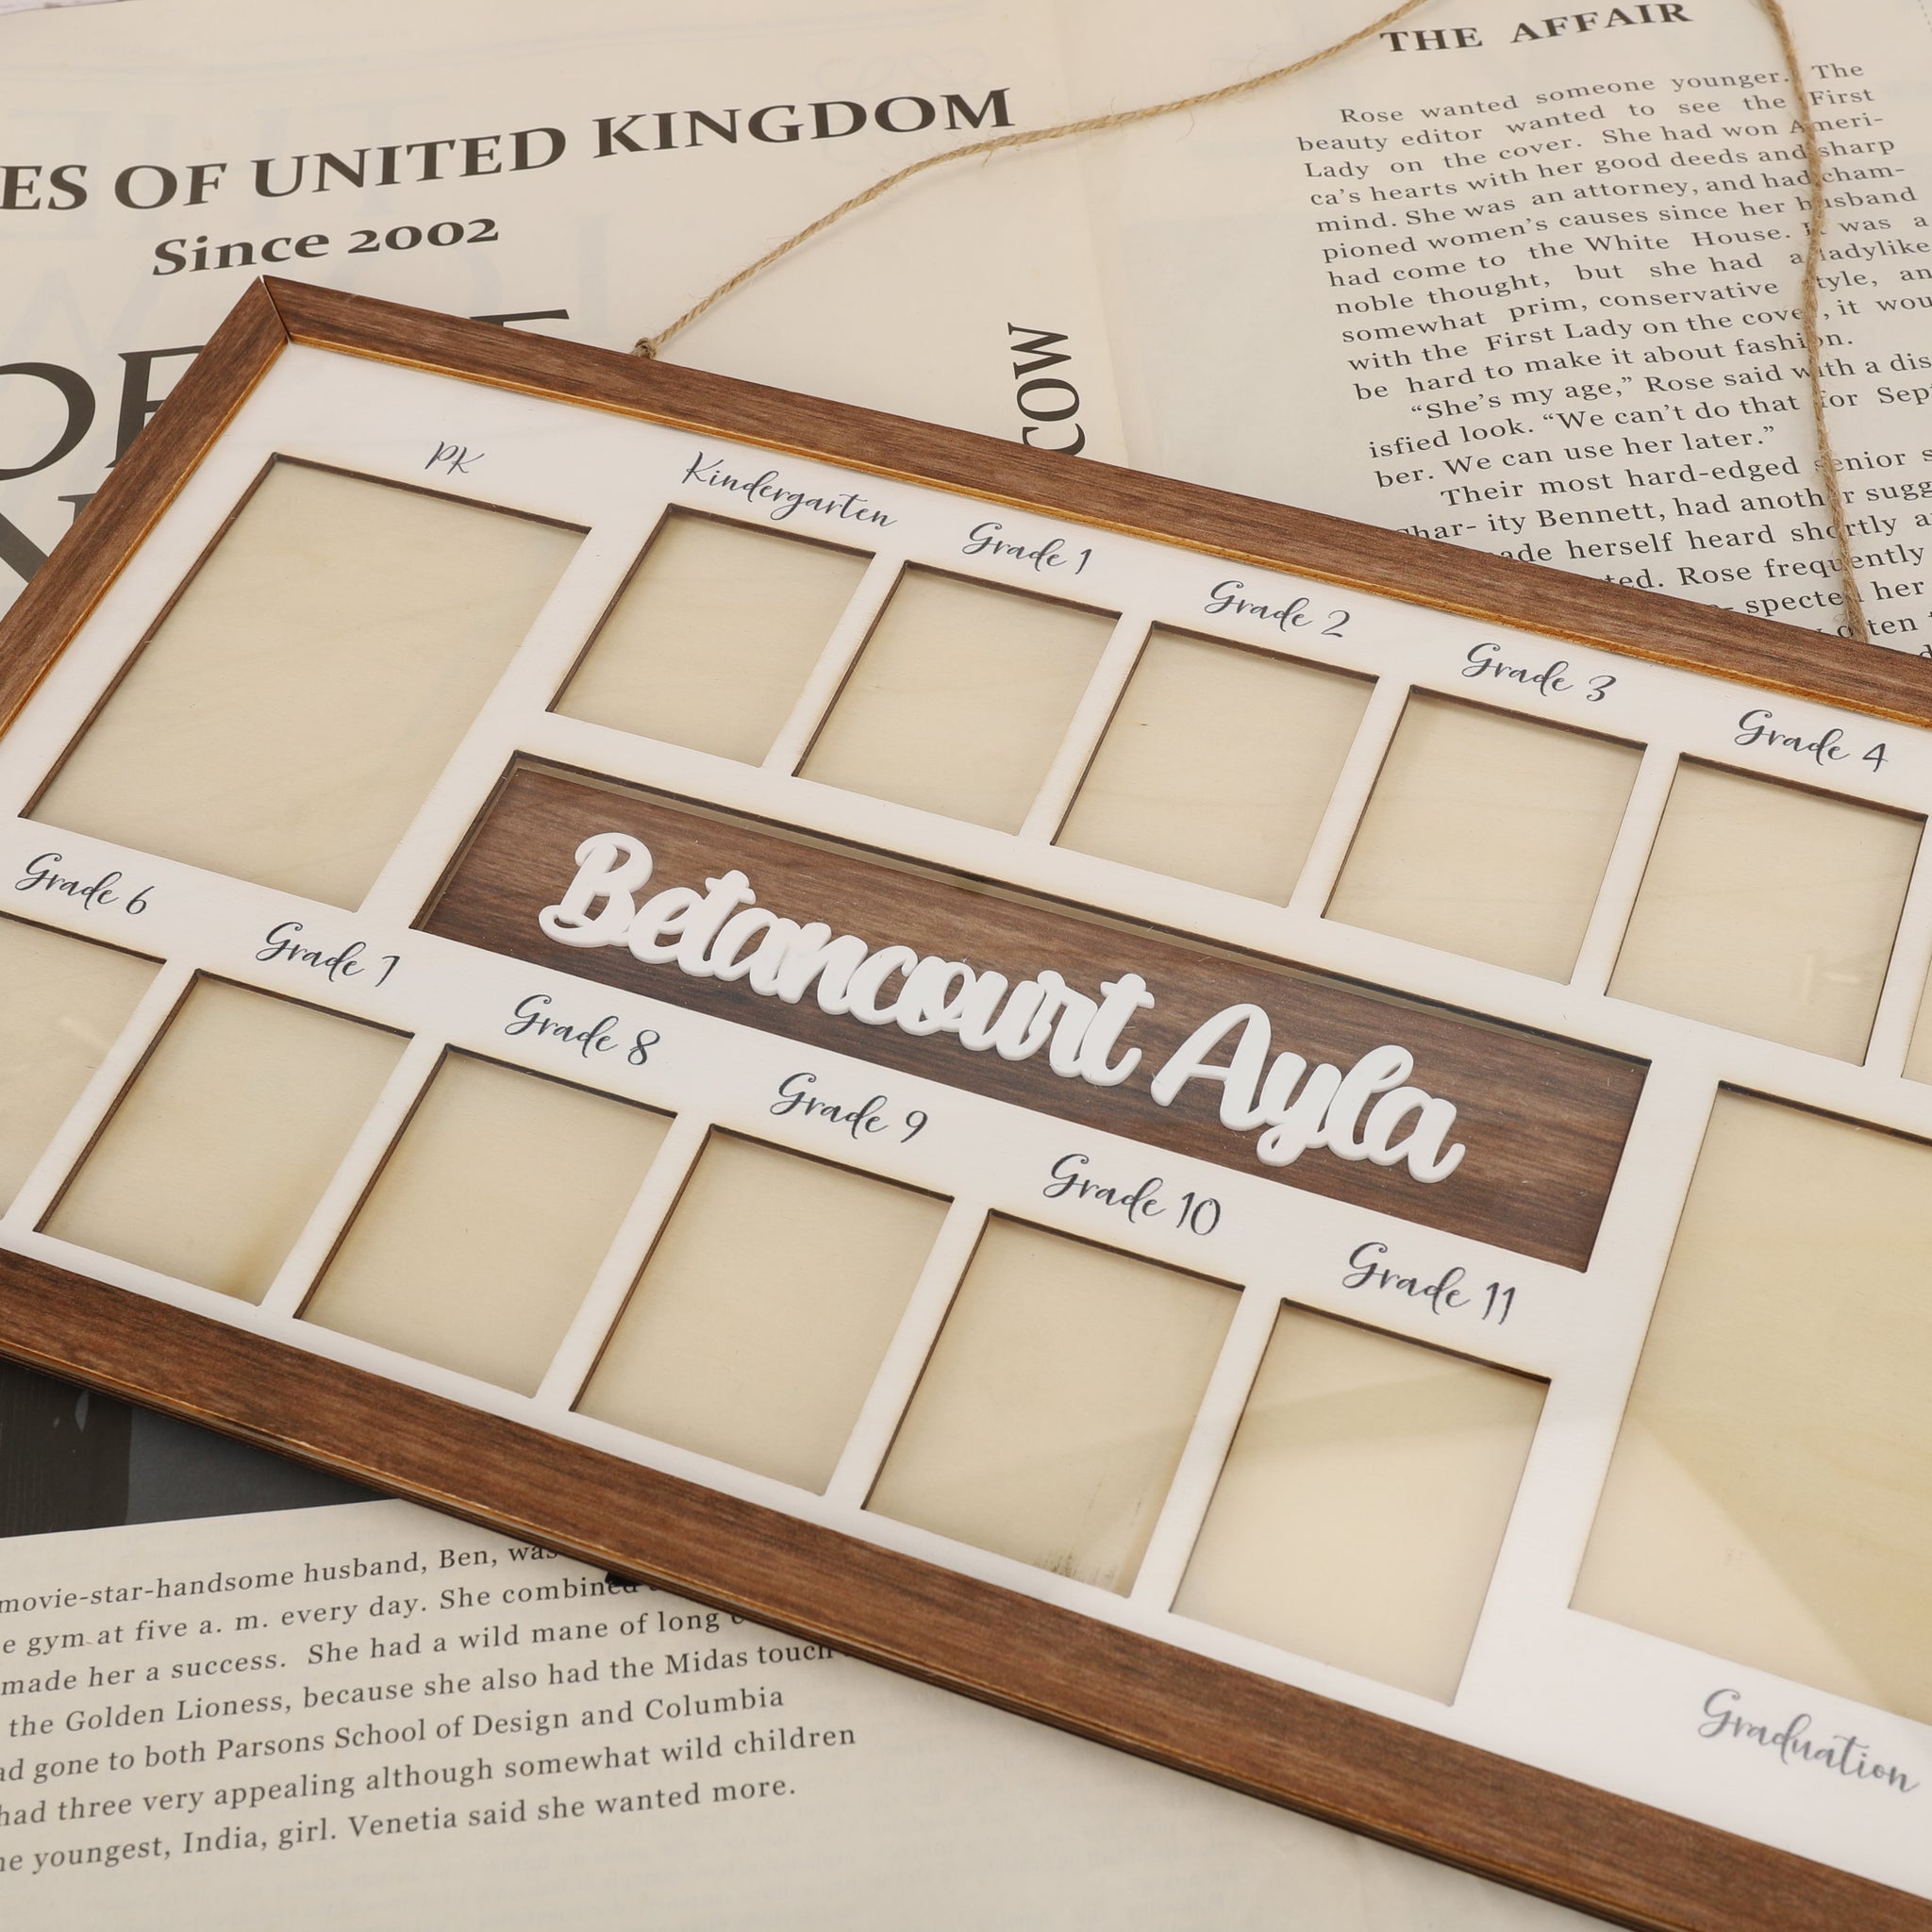 ES OF UNITED KINGDOM
Since 2002
COW
THE AFFAIR
Rose wanted someone younger. The
beauty editor wanted to see the First
Lady on the cover. She had won Ameri-
ca's hearts with her good deeds and sharp
mind. She was an attorney, and had cham-
pioned women's causes since her husband
had come to the White House. It was a
noble thought, but she had a ladylike
somewhat prim, conservative style, an
with the First Lady on the cover, it wou
be hard to make it about fashion.
"She's my age," Rose said with a dis
isfied look. "We can't do that for Sep
ber. We can use her later."
Their most hard-edged senior s
Char- ity Bennett, had another sugg
ade herself heard shortly a
ted. Rose frequently
spected her
often
PK
Kindergarten
Grade 1
Grade 2
Grade 3
Grade 4
Betancourt Ayla
Grade 6
Grade 7
Grade 8
Grade 9
Grade 10
Grade 11
Graduation
movie-star-handsome husband, Ben, was
e gym at five a. m. every day. She combined
made her a success. She had a wild mane of long
the Golden Lioness, because she also had the Midas touch
ad gone to both Parsons School of Design and Columbia
had three very appealing although somewhat wild children
he youngest, India, girl. Venetia said she wanted more.